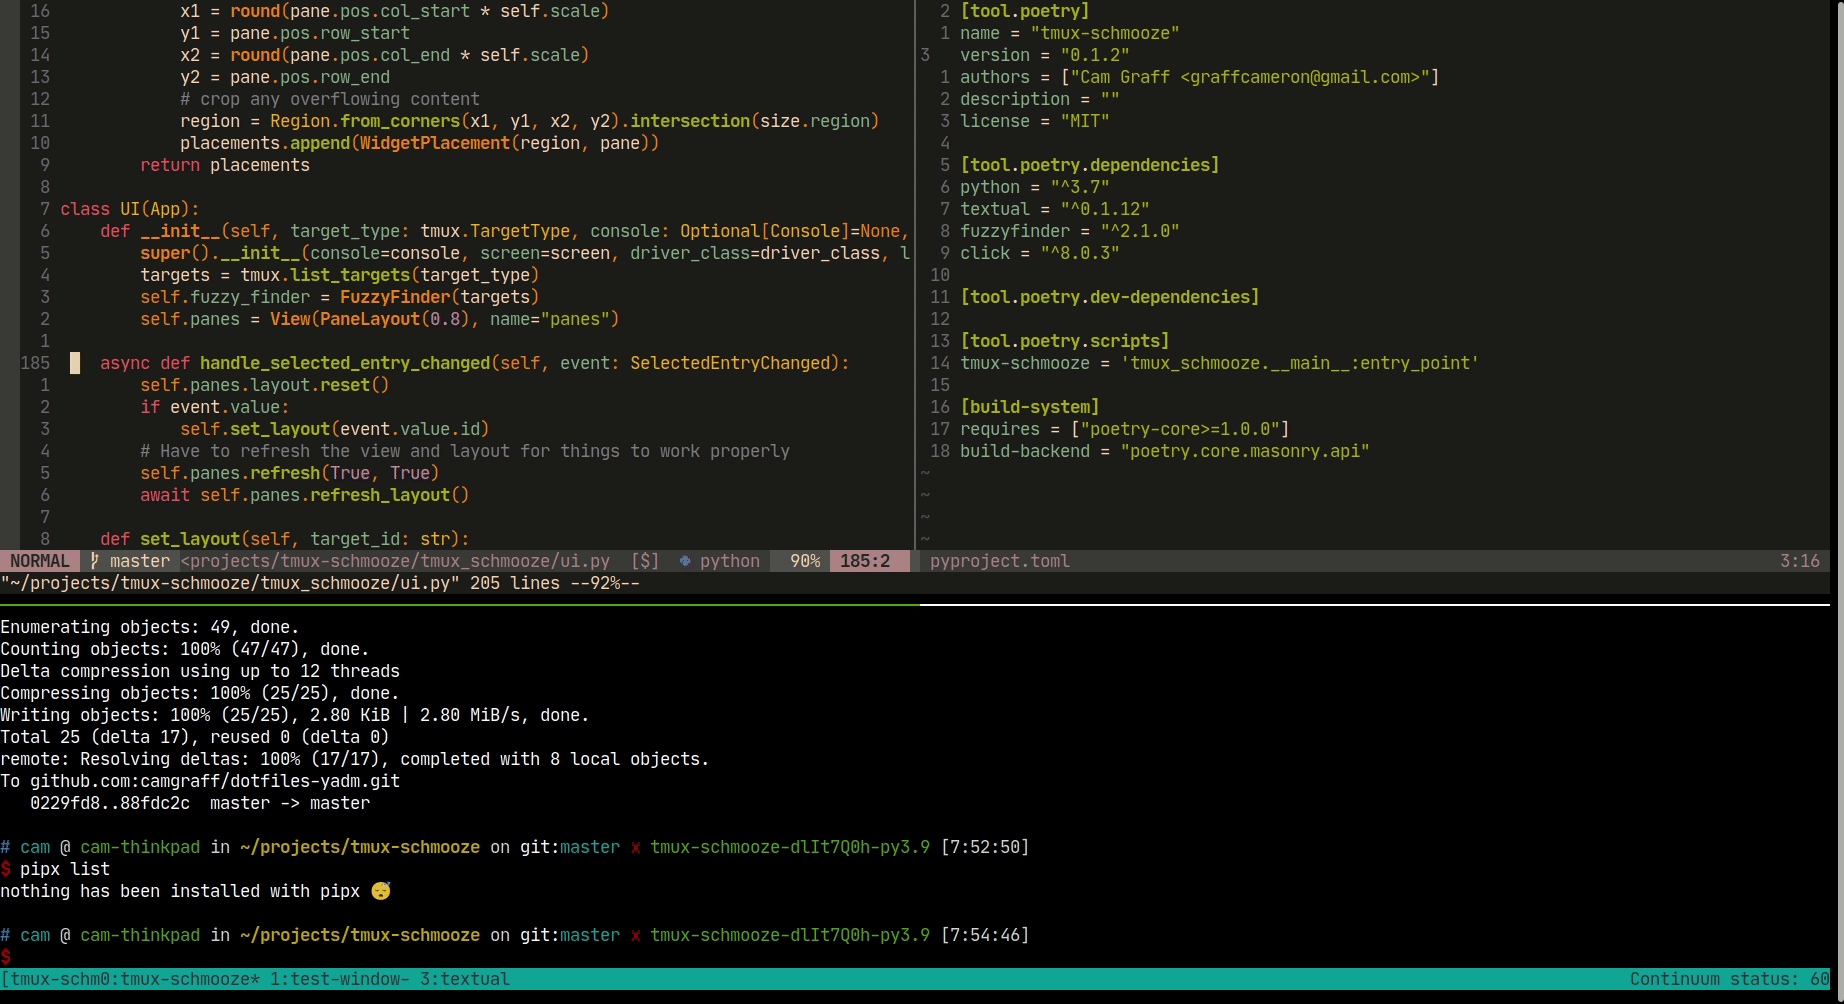 16             x1 = round(pane.pos.col_start * self.scale)
15             y1 = pane.pos.row_start
14             x2 = round(pane.pos.col_end * self.scale)
13             y2 = pane.pos.row_end
12             # crop any overflowing content
11             region = Region.from_corners(x1, y1, x2, y2).intersection(size.region)
10             placements.append(WidgetPlacement(region, pane))
9         return placements
8
7 class UI(App):
6     def __init__(self, target_type: tmux.TargetType, console: Optional[Console]=None,
5         super().__init__(console=console, screen=screen, driver_class=driver_class, l
4         targets = tmux.list_targets(target_type)
3         self.fuzzy_finder = FuzzyFinder(targets)
2         self.panes = View(PaneLayout(0.8), name="panes")
1
185     async def handle_selected_entry_changed(self, event: SelectedEntryChanged):
1         self.panes.layout.reset()
2         if event.value:
3             self.set_layout(event.value.id)
4         # Have to refresh the view and layout for things to work properly
5         self.panes.refresh(True, True)
6         await self.panes.refresh_layout()
7
8     def set_layout(self, target_id: str):
NORMAL master <projects/tmux-schmooze/tmux_schmooze/ui.py [$] python 90% 185:2
2 [tool.poetry]
1 name = "tmux-schmooze"
3 version = "0.1.2"
1 authors = ["Cam Graff <graffcameron@gmail.com>"]
2 description = ""
3 license = "MIT"
4
5 [tool.poetry.dependencies]
6 python = "^3.7"
7 textual = "^0.1.12"
8 fuzzyfinder = "^2.1.0"
9 click = "^8.0.3"
10
11 [tool.poetry.dev-dependencies]
12
13 [tool.poetry.scripts]
14 tmux-schmooze = 'tmux_schmooze.__main__:entry_point'
15
16 [build-system]
17 requires = ["poetry-core>=1.0.0"]
18 build-backend = "poetry.core.masonry.api"
~
~
~
~
pyproject.toml 3:16
"~/projects/tmux-schmooze/tmux_schmooze/ui.py" 205 lines --92%--
Enumerating objects: 49, done.
Counting objects: 100% (47/47), done.
Delta compression using up to 12 threads
Compressing objects: 100% (25/25), done.
Writing objects: 100% (25/25), 2.80 KiB | 2.80 MiB/s, done.
Total 25 (delta 17), reused 0 (delta 0)
remote: Resolving deltas: 100% (17/17), completed with 8 local objects.
To github.com:camgraff/dotfiles-yadm.git
   0229fd8..88fdc2c  master -> master
# cam @ cam-thinkpad in ~/projects/tmux-schmooze on git:master x tmux-schmooze-dlIt7Q0h-py3.9 [7:52:50]
$ pipx list
nothing has been installed with pipx 😴
# cam @ cam-thinkpad in ~/projects/tmux-schmooze on git:master x tmux-schmooze-dlIt7Q0h-py3.9 [7:54:46]
$
[tmux-schm0:tmux-schmooze* 1:test-window- 3:textual Continuum status: 60